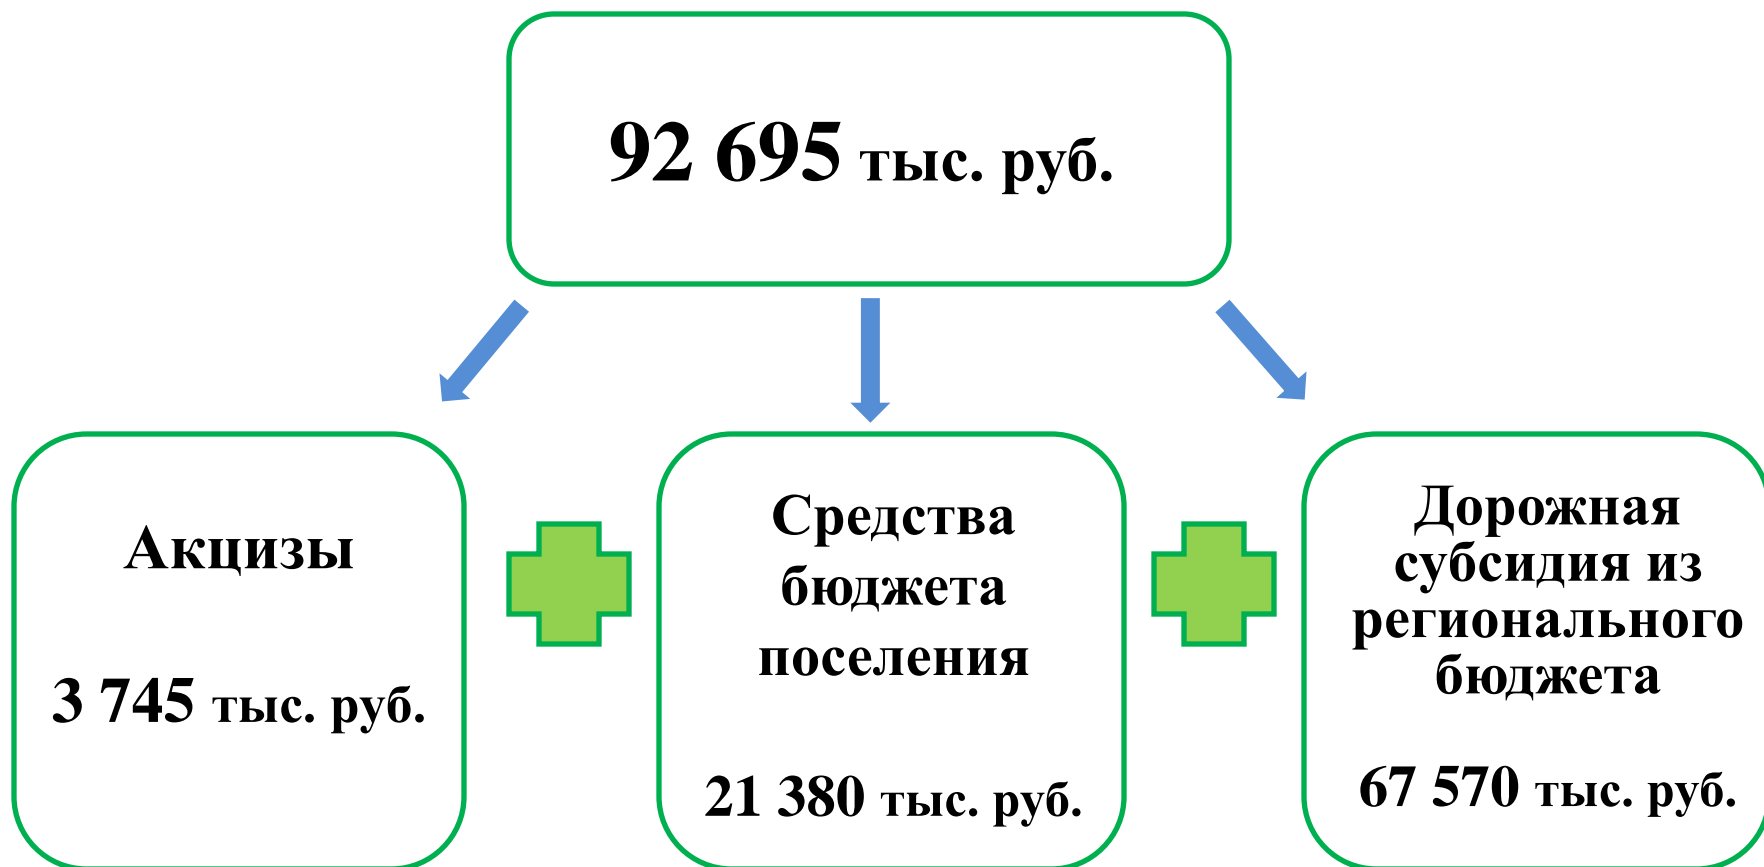 92 695 тыс. руб.
Акцизы
3 745 тыс. руб.
Средства
бюджета
поселения
21 380 тыс. руб.
Дорожная
субсидия из
регионального
бюджета
67 570 тыс. руб.